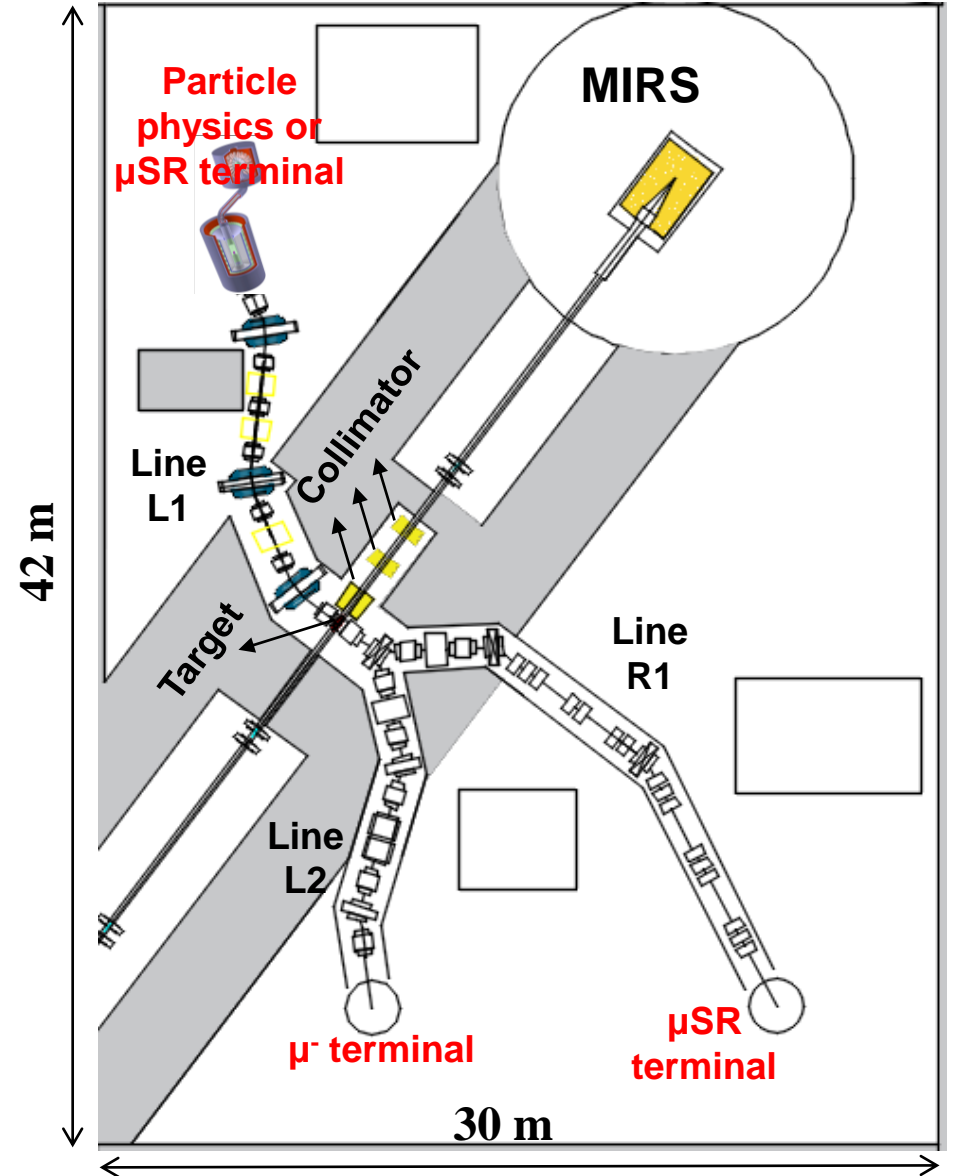 Particle
physics or
µSR terminal
MIRS
Collimator
Line
L1
42 m
Target
Line
R1
Line
L2
µ- terminal
µSR
terminal
30 m